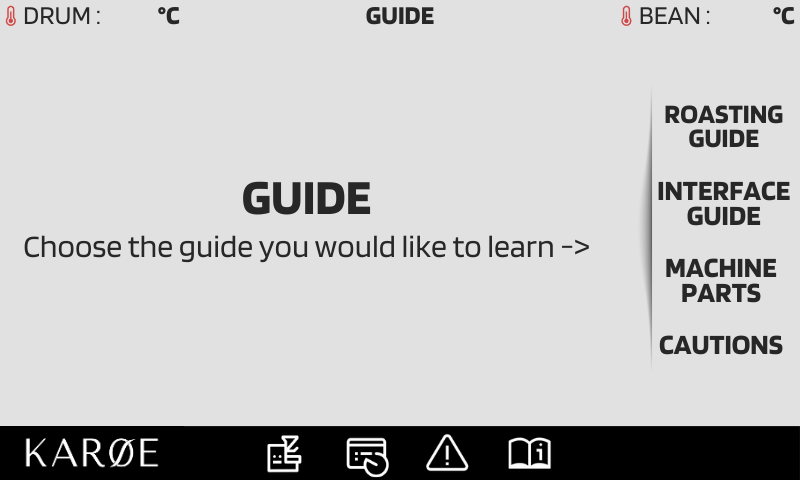 DRUM : °C
GUIDE
BEAN : °C
GUIDE
Choose the guide you would like to learn ->
ROASTING
GUIDE
INTERFACE
GUIDE
MACHINE
PARTS
CAUTIONS
KARØE